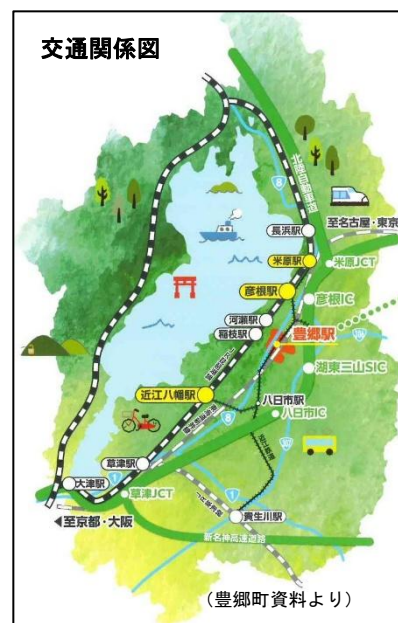 交通関係図
8
北陸自動車道
至名古屋・東京
長浜駅
米原駅
米原JCT
彦根駅
彦根IC
河瀬駅
稲枝駅
豊郷駅
湖東三山SIC
近江八幡駅
八日市駅
八日市IC
8
307
草津駅
大津駅
1
草津JCT
1
至京都・大阪
貴生川駅
新名神高速道路
(豊郷町資料より)